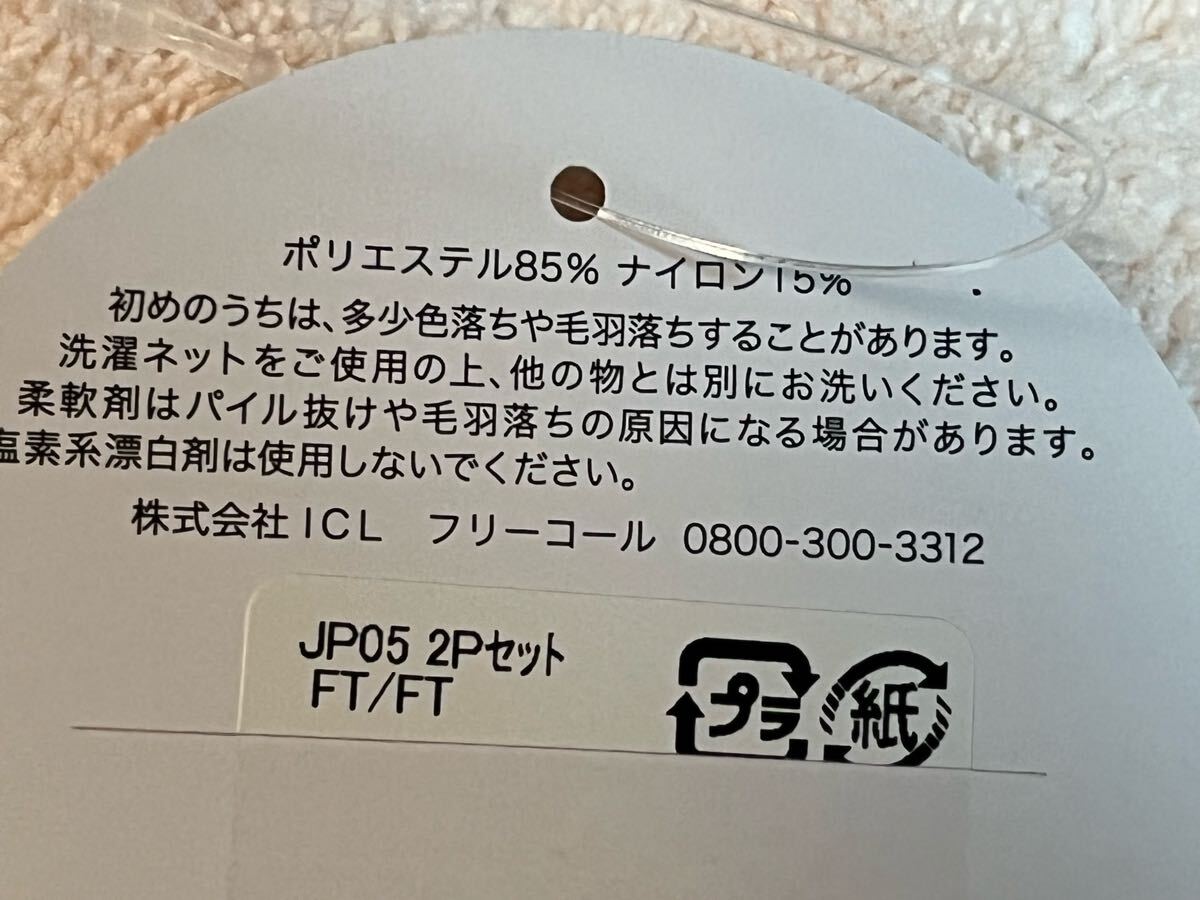 ポリエステル85% ナイロン15%
初めのうちは、多少色落ちや毛羽落ちすることがあります。
洗濯ネットをご使用の上、他の物とは別にお洗いください。
柔軟剤はパイル抜けや毛羽落ちの原因になる場合があります。
塩素系漂白剤は使用しないでください。
株式会社ICL フリーコール 0800-300-3312
JP05 2Pセット
FT/FT
プラ 紙